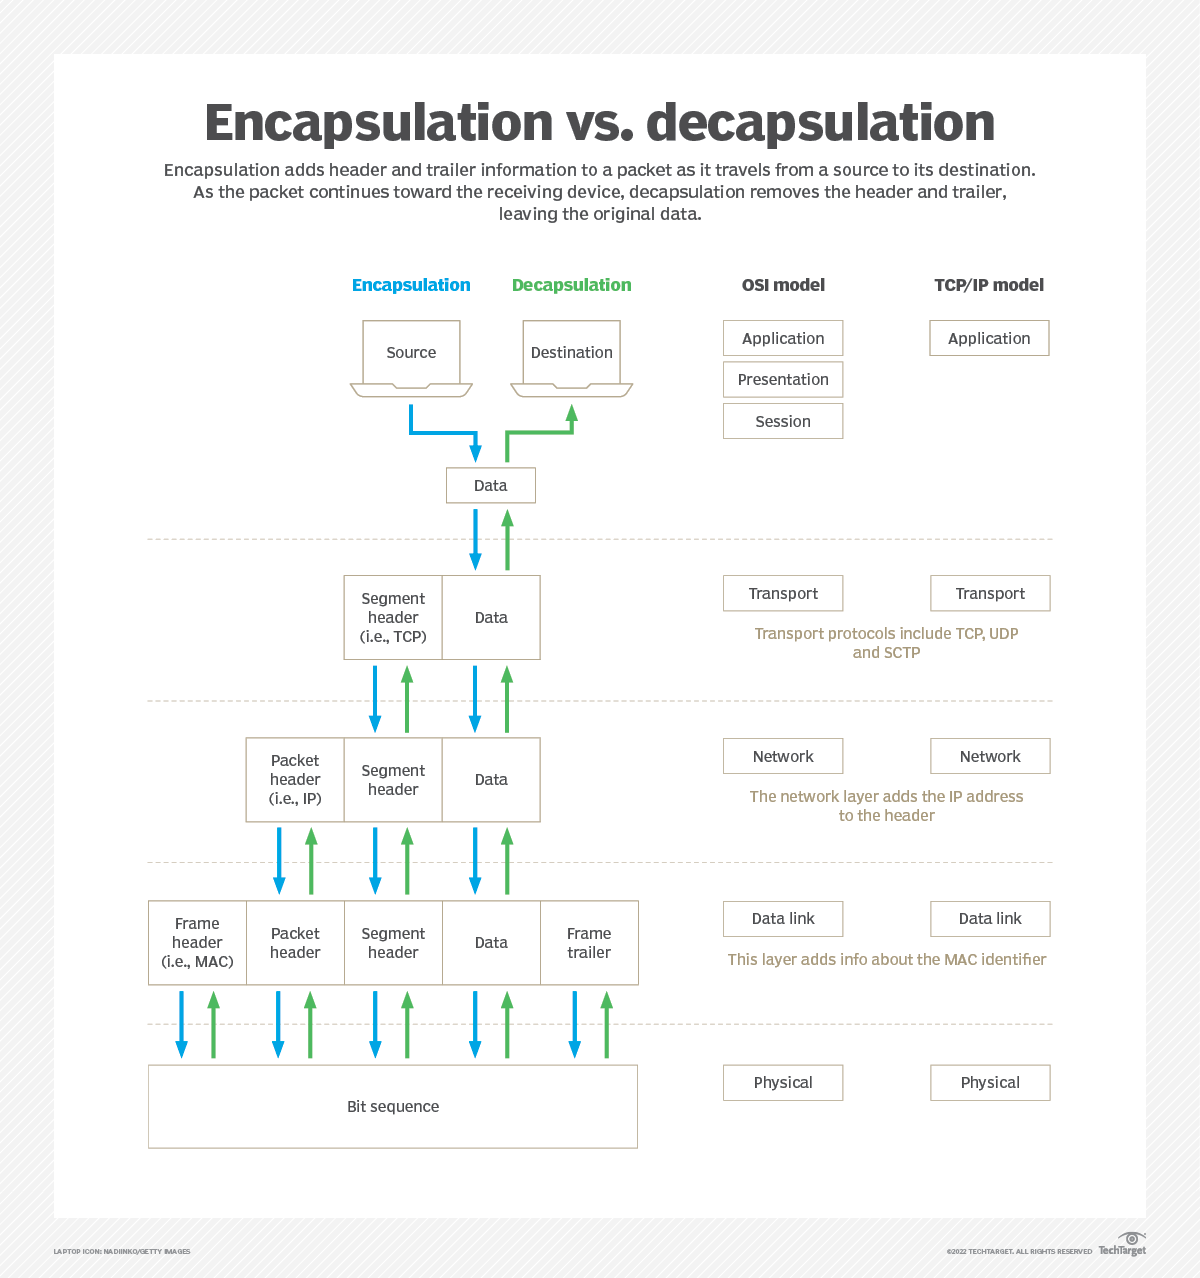 Encapsulation vs. decapsulation
Encapsulation adds header and trailer information to a packet as it travels from a source to its destination.
As the packet continues toward the receiving device, decapsulation removes the header and trailer,
leaving the original data.
Encapsulation
Decapsulation
OSI model
TCP/IP model
Source
Destination
Application
Application
Presentation
Session
Data
Segment
header
(i.e., TCP)
Data
Transport
Transport
Transport protocols include TCP, UDP
and SCTP
Packet
header
(i.e., IP)
Segment
header
Data
Network
Network
The network layer adds the IP address
to the header
Frame
header
(i.e., MAC)
Packet
header
Segment
header
Data
Frame
trailer
Data link
Data link
This layer adds info about the MAC identifier
Bit sequence
Physical
Physical
LAPTOP ICON: NADIINKO/GETTY IMAGES
©2022 TECHTARGET. ALL RIGHTS RESERVED
TechTarget